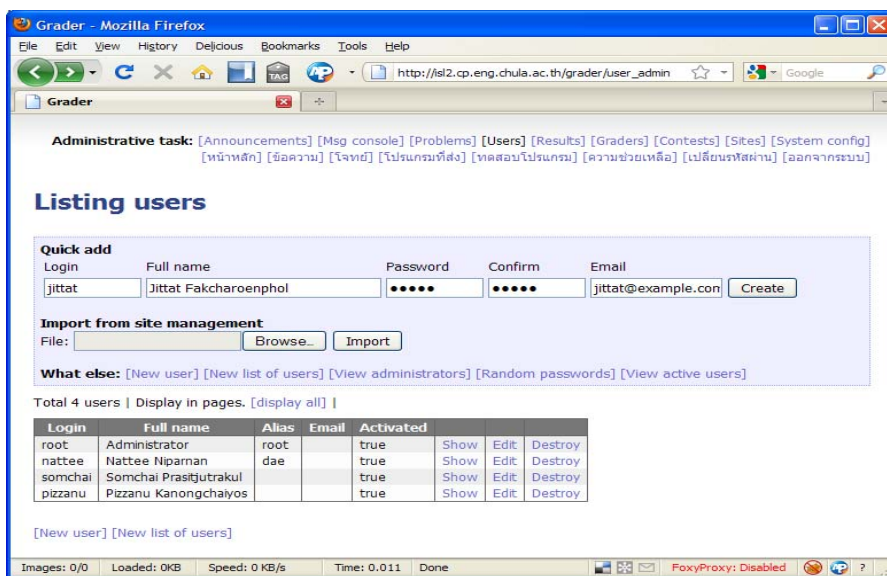 Grader - Mozilla Firefox
File Edit View History Delicious Bookmarks Tools Help
TAG http://isl2.cp.eng.chula.ac.th/grader/user_admin Google
Grader
Administrative task: [Announcements] [Msg console] [Problems] [Users] [Results] [Graders] [Contests] [Sites] [System config]
[หน้าหลัก] [ข้อความ] [โจทย์] [โปรแกรมที่ส่ง] [ทดสอบโปรแกรม] [ความช่วยเหลือ] [เปลี่ยนรหัสผ่าน] [ออกจากระบบ]
Listing users
Quick add
Login Full name Password Confirm Email
jittat Jittat Fakcharoenphol ●●●●● ●●●●● jittat@example.com Create
Import from site management
File: Browse... Import
What else: [New user] [New list of users] [View administrators] [Random passwords] [View active users]
Total 4 users | Display in pages. [display all] |
Login Full name Alias Email Activated
root Administrator root true Show Edit Destroy
nattee Nattee Niparnan dae true Show Edit Destroy
somchai Somchai Prasitjutrakul true Show Edit Destroy
pizzanu Pizzanu Kanongchaiyos true Show Edit Destroy
[New user] [New list of users]
Images: 0/0 Loaded: 0KB Speed: 0 KB/s Time: 0.011 Done FoxyProxy: Disabled ?